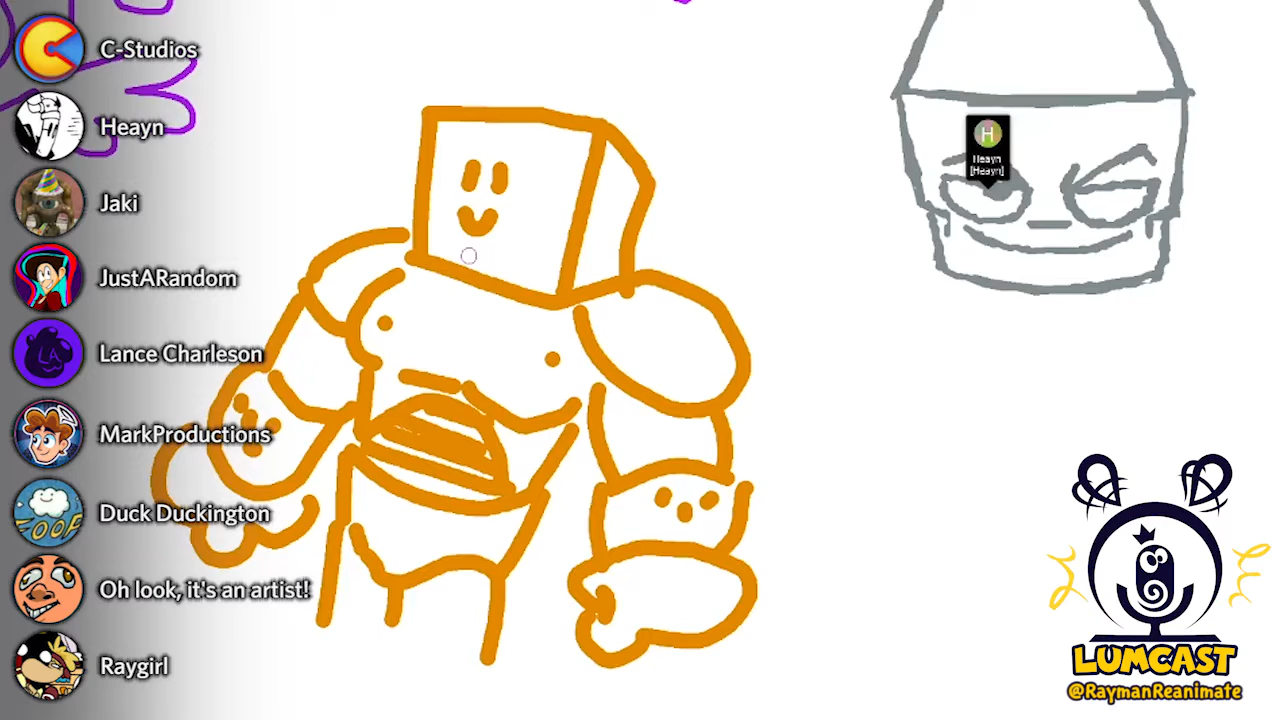 C-Studios
Heayn
Jaki
JustARandom
Lance Charleson
MarkProductions
Duck Duckington
Oh look, it's an artist!
Raygirl
H
Heayn
[Heayn]
LA
LUMCAST
@RaymanReanimate